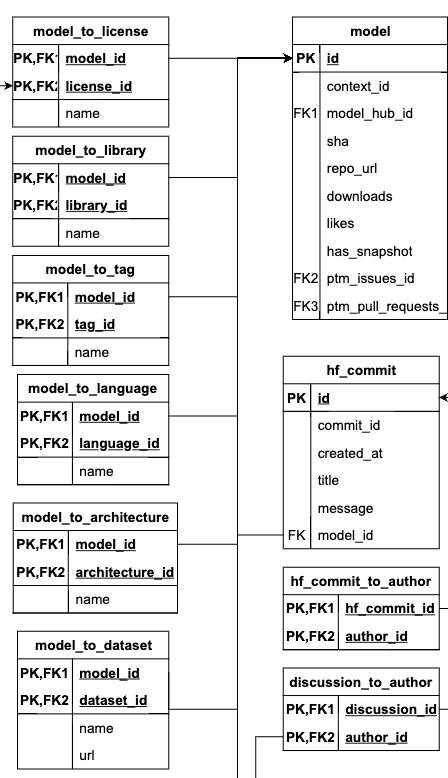 model_to_license
PK,FK1 model_id
PK,FK2 license_id
name
model_to_library
PK,FK1 model_id
PK,FK2 library_id
name
model_to_tag
PK,FK1 model_id
PK,FK2 tag_id
name
model_to_language
PK,FK1 model_id
PK,FK2 language_id
name
model_to_architecture
PK,FK1 model_id
PK,FK2 architecture_id
name
model_to_dataset
PK,FK1 model_id
PK,FK2 dataset_id
name
url
model
PK id
context_id
FK1 model_hub_id
sha
repo_url
downloads
likes
has_snapshot
FK2 ptm_issues_id
FK3 ptm_pull_requests_
hf_commit
PK id
commit_id
created_at
title
message
FK model_id
hf_commit_to_author
PK,FK1 hf_commit_id
PK,FK2 author_id
discussion_to_author
PK,FK1 discussion_id
PK,FK2 author_id